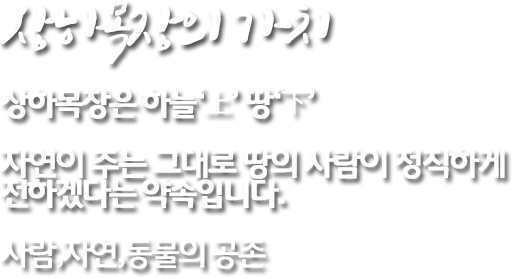 상하목장의 가치
상하목장은 하늘‘上’ 땅‘下’
자연이 주는 그대로 땅의 사람이 정직하게
전하겠다는 약속입니다.
사람,자연,동물의 공존